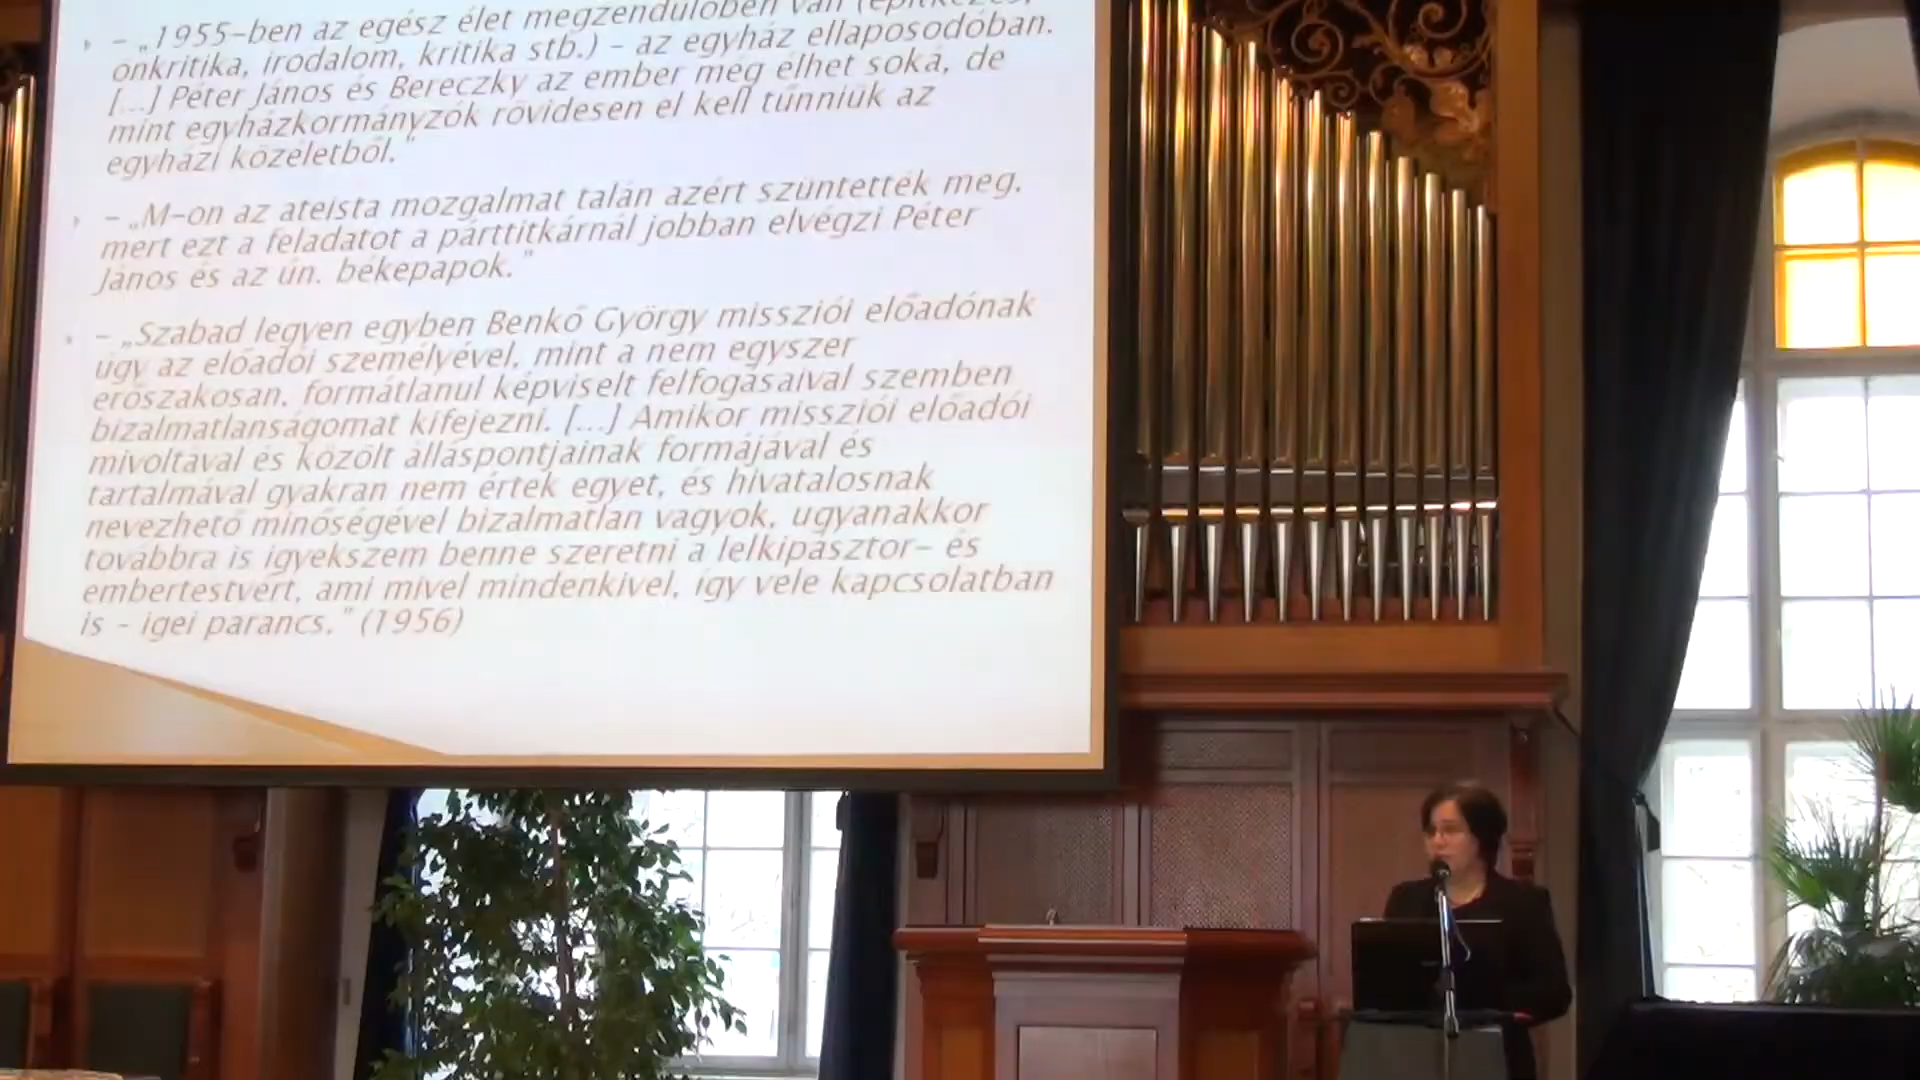 – „1955-ben az egész élet megzendülőben van (építkezés,
önkritika, irodalom, kritika stb.) – az egyház ellaposodóban.
[...] Péter János és Bereczky az ember még élhet soká, de
mint egyházkormányzók rövidesen el kell tűnniük az
egyházi közéletből."
– „M-on az ateista mozgalmat talán azért szüntették meg,
mert ezt a feladatot a párttitkárnál jobban elvégzi Péter
János és az ún. békepapok."
– „Szabad legyen egyben Benkő György missziói előadónak
úgy az előadói személyével, mint a nem egyszer
erőszakosan, formátlanul képviselt felfogásaival szemben
bizalmatlanságomat kifejezni. [...] Amikor missziói előadói
mivoltával és közölt álláspontjainak formájával és
tartalmával gyakran nem értek egyet, és hivatalosnak
nevezhető minőségével bizalmatlan vagyok, ugyanakkor
továbbra is igyekszem benne szeretni a lelkipásztor- és
embertestvért, ami mivel mindenkivel, így vele kapcsolatban
is – igei parancs." (1956)